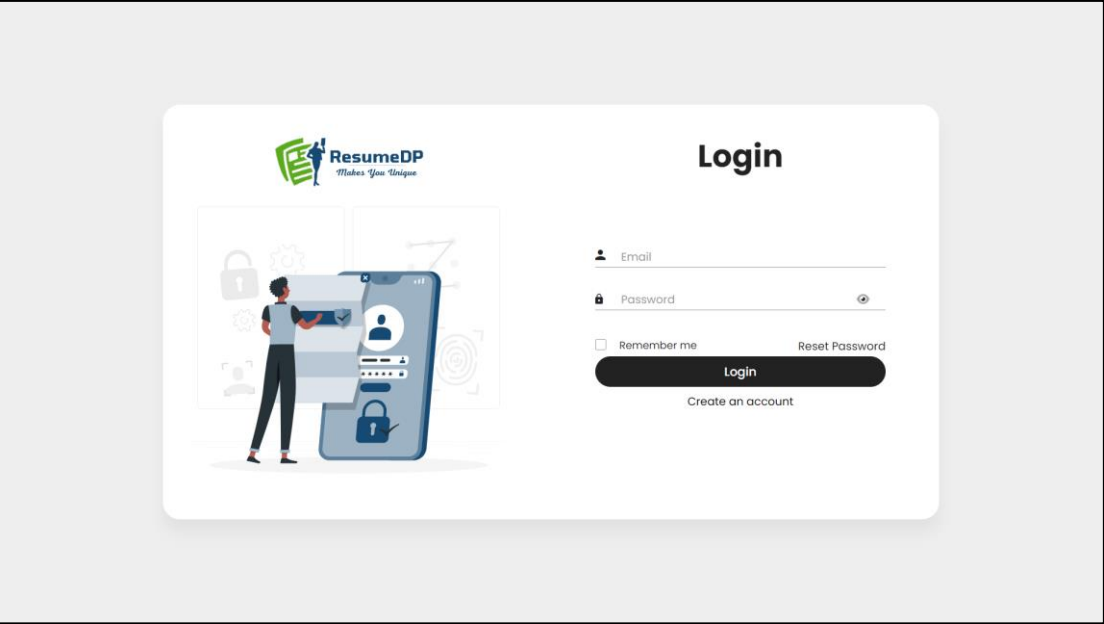 ResumeDP
Makes You Unique
Login
Email
Password
Remember me
Reset Password
Login
Create an account